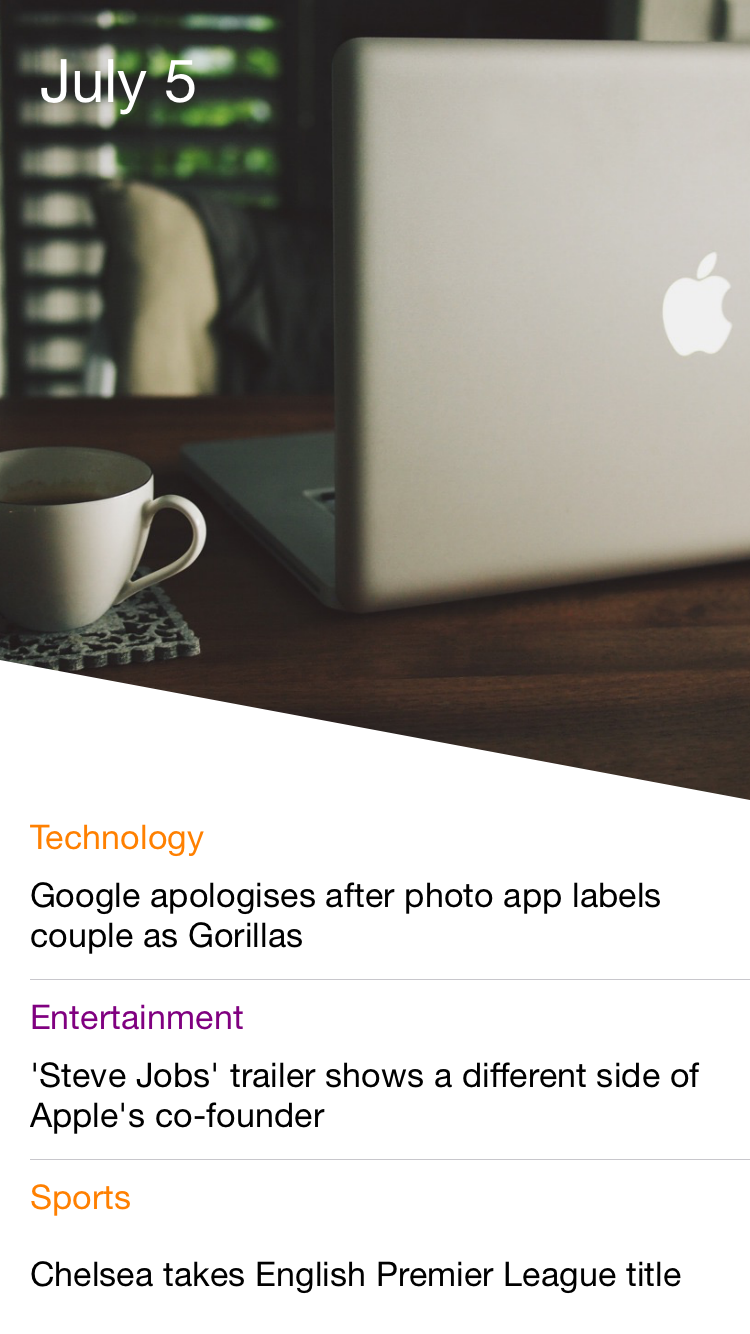 July 5
Technology
Google apologises after photo app labels
couple as Gorillas
Entertainment
'Steve Jobs' trailer shows a different side of
Apple's co-founder
Sports
Chelsea takes English Premier League title